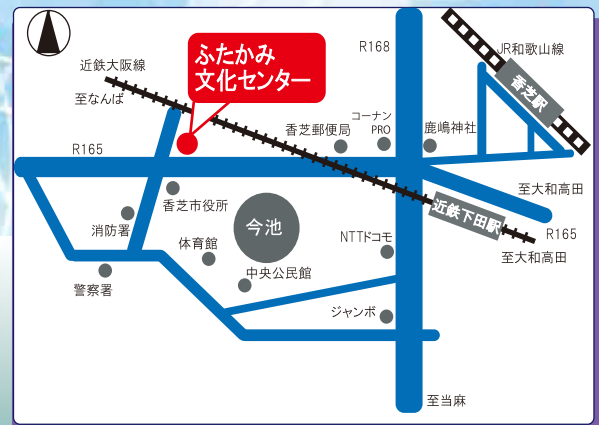 ふたかみ
文化センター
近鉄大阪線
至なんば
R168
JR和歌山線
香芝駅
コーナン
PRO
香芝郵便局
鹿嶋神社
R165
至大和高田
香芝市役所
近鉄下田駅
消防署
今池
体育館
NTTドコモ
R165
至大和高田
中央公民館
警察署
ジャンボ
至当麻